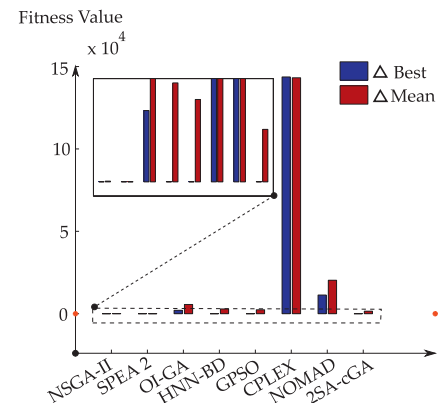 Fitness Value
x 10^4
15
△ Best
△ Mean
10
5
0
NSGA-II
SPEA 2
OI-GA
HNN-BD
GPSO
CPLEX
NOMAD
2SA-cGA